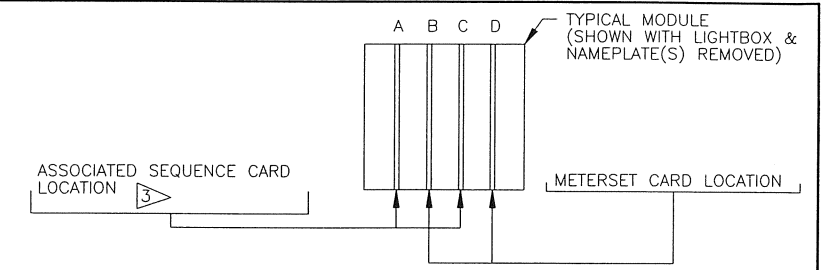 A B C D
TYPICAL MODULE
(SHOWN WITH LIGHTBOX &
NAMEPLATE(S) REMOVED)
ASSOCIATED SEQUENCE CARD
LOCATION 3
METERSET CARD LOCATION